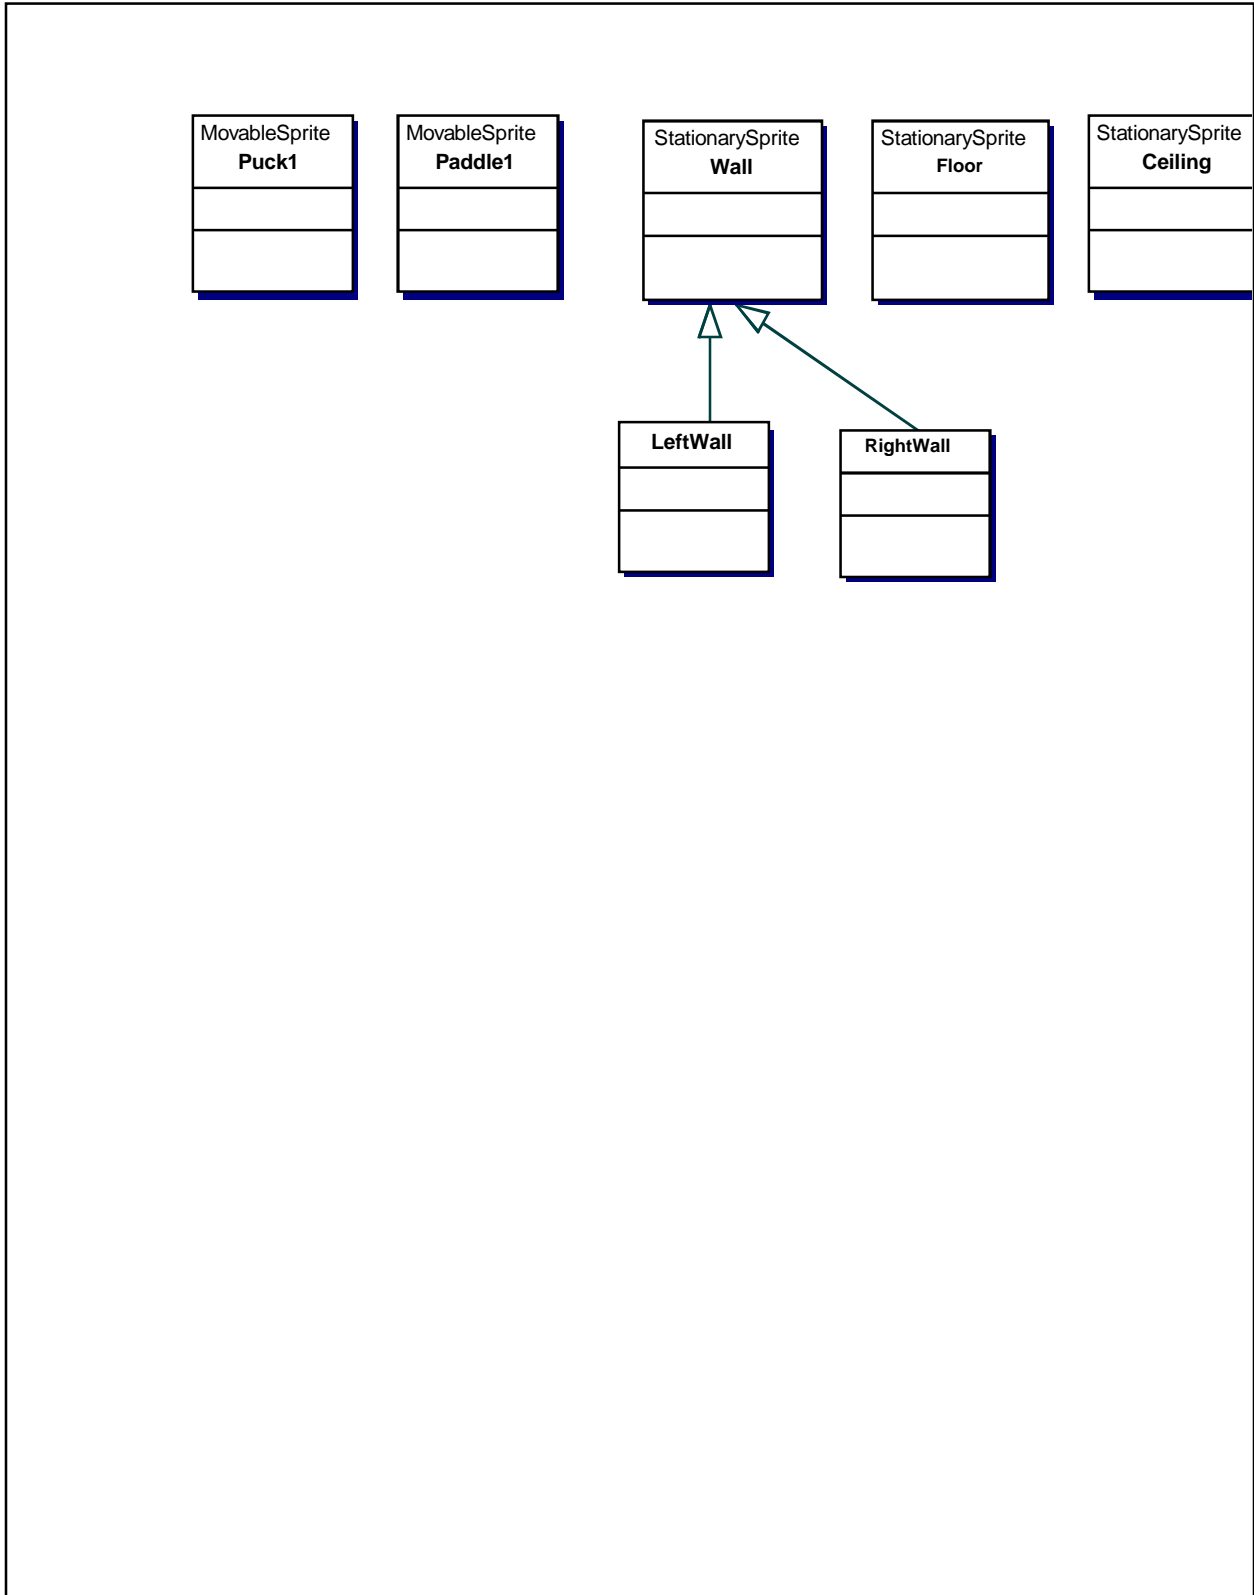 MovableSprite
Puck1
MovableSprite
Paddle1
StationarySprite
Wall
StationarySprite
Floor
StationarySprite
Ceiling
LeftWall
RightWall